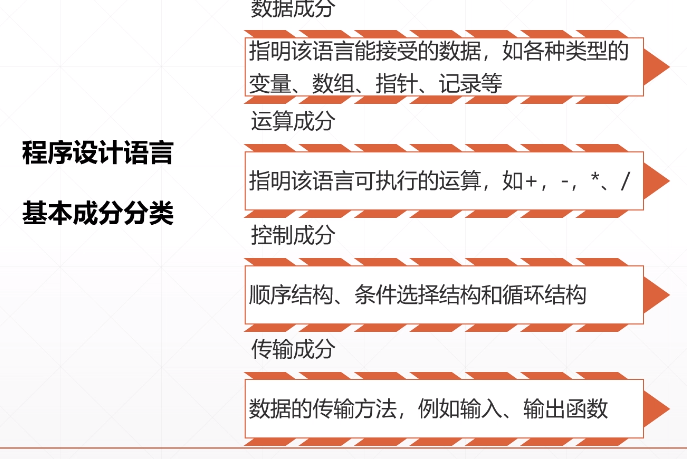 数据成分
指明该语言能接受的数据，如各种类型的
变量、数组、指针、记录等
运算成分
程序设计语言
基本成分分类
指明该语言可执行的运算，如+，-，*、/
控制成分
顺序结构、条件选择结构和循环结构
传输成分
数据的传输方法，例如输入、输出函数